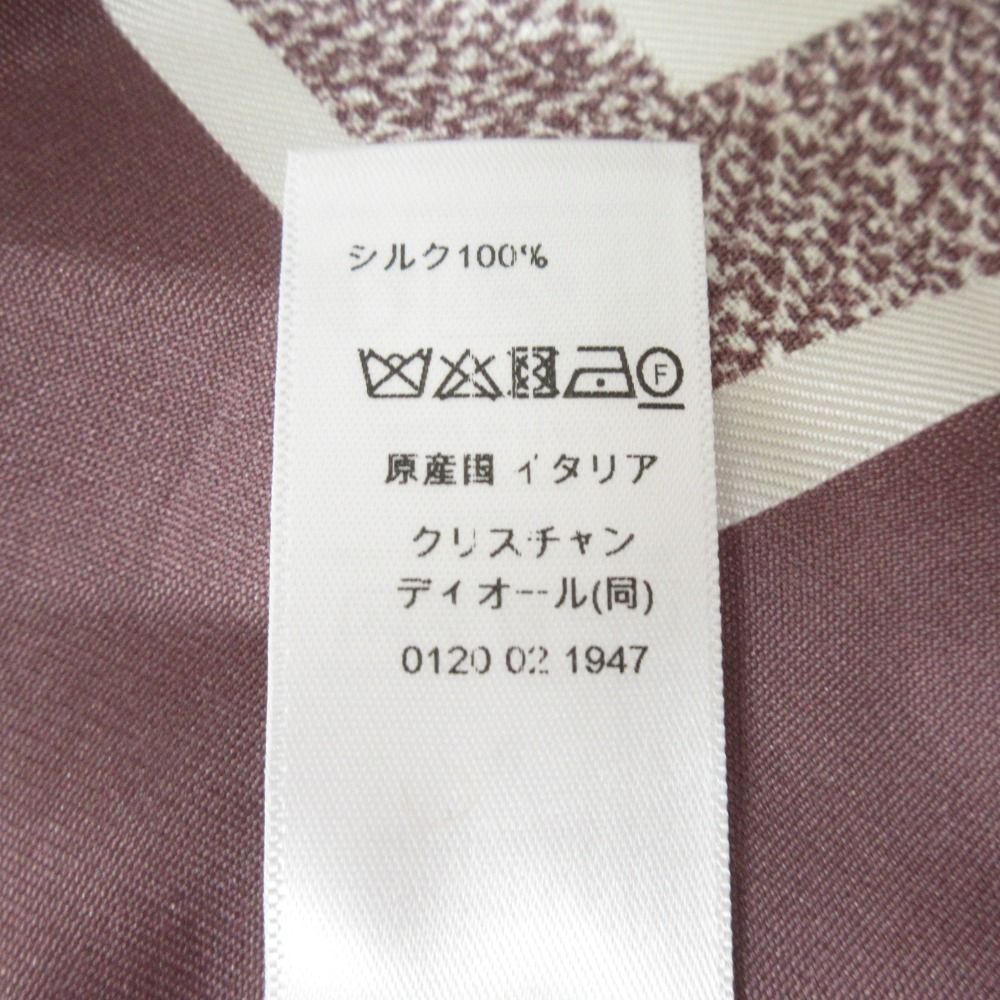 シルク100%
F
原産国 イタリア
クリスチャン
ディオール(同)
0120 02 1947